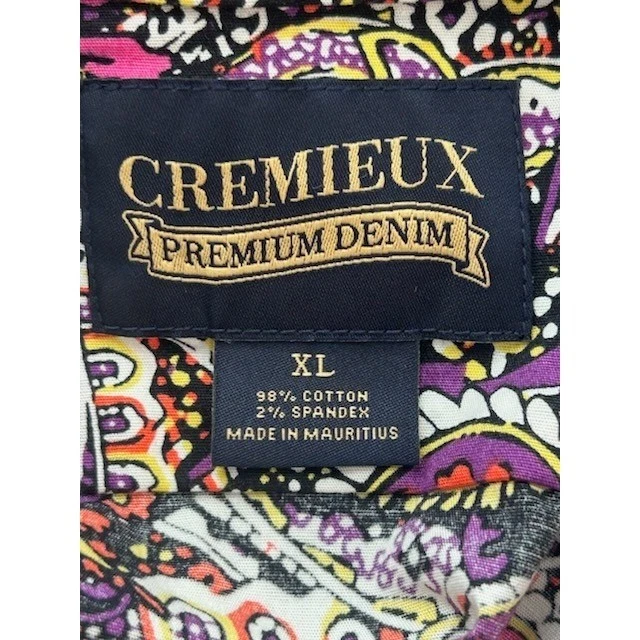 CREMIEUX
PREMIUM DENIM
XL
98% COTTON
2% SPANDEX
MADE IN MAURITIUS